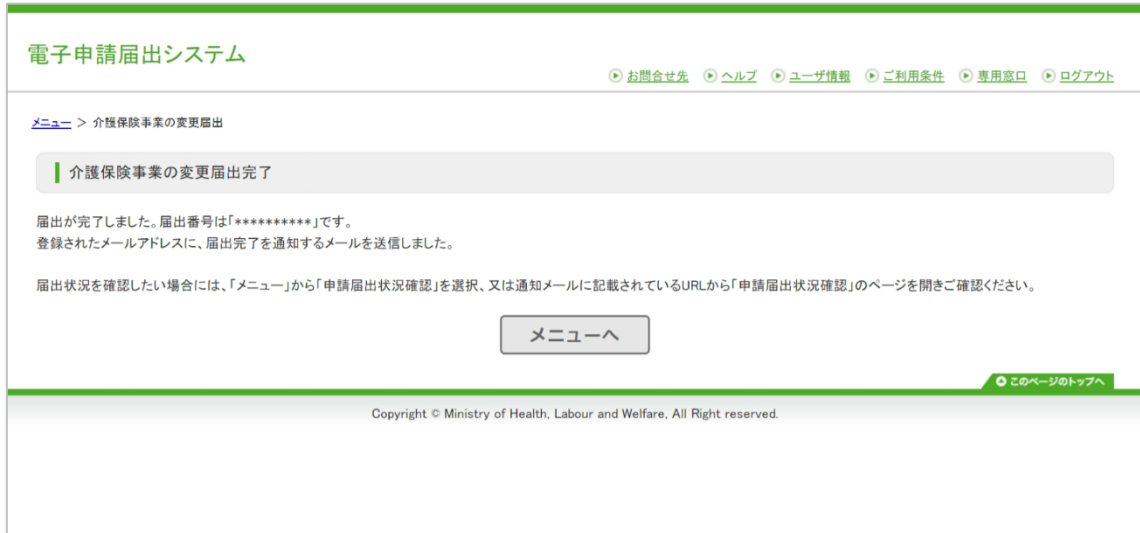 電子申請届出システム
お問合せ先 ヘルプ ユーザ情報 ご利用条件 専用窓口 ログアウト
メニュー > 介護保険事業の変更届出
介護保険事業の変更届出完了
届出が完了しました。届出番号は「**********」です。
登録されたメールアドレスに、届出完了を通知するメールを送信しました。
届出状況を確認したい場合には、「メニュー」から「申請届出状況確認」を選択、又は通知メールに記載されているURLから「申請届出状況確認」のページを開きご確認ください。
メニューへ
このページのトップへ
Copyright © Ministry of Health, Labour and Welfare, All Right reserved.